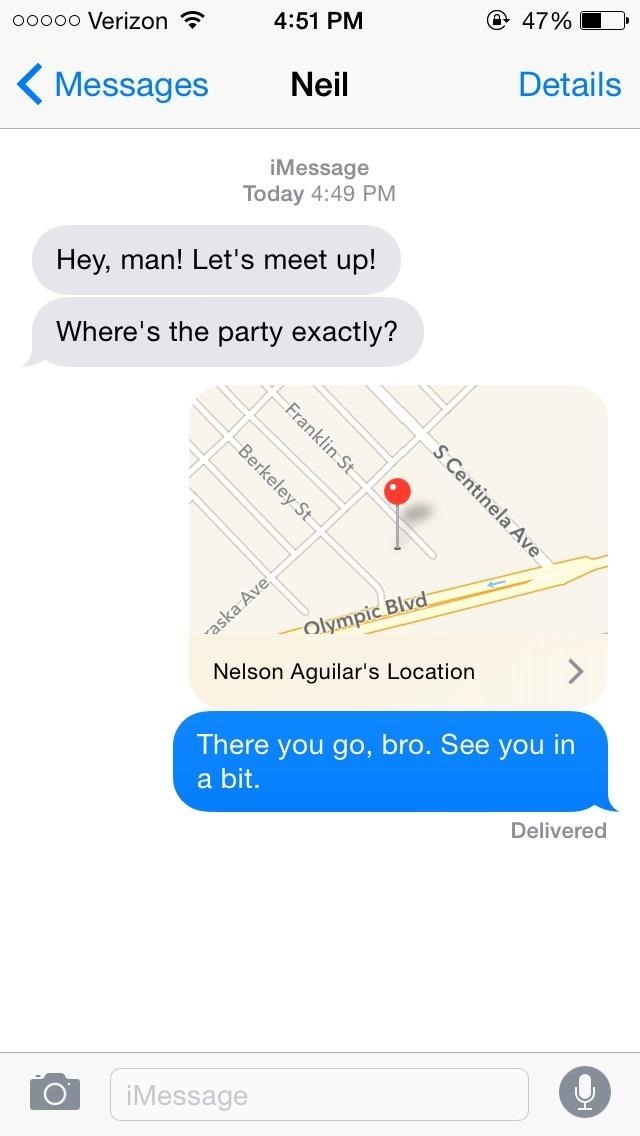 Verizon 4:51 PM 47%
Messages Neil Details
iMessage
Today 4:49 PM
Hey, man! Let's meet up!
Where's the party exactly?
Franklin St
Berkeley St
S Centinela Ave
raska Ave
Olympic Blvd
Nelson Aguilar's Location
There you go, bro. See you in
a bit.
Delivered
iMessage